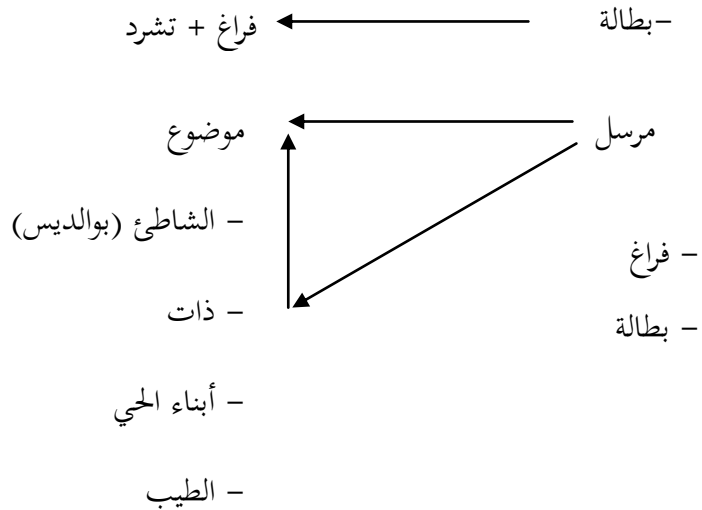 –بطالة
فراغ + تشرد
مرسل
موضوع
– الشاطئ (بوالديس)
– فراغ
– ذات
– بطالة
– أبناء الحي
– الطيب